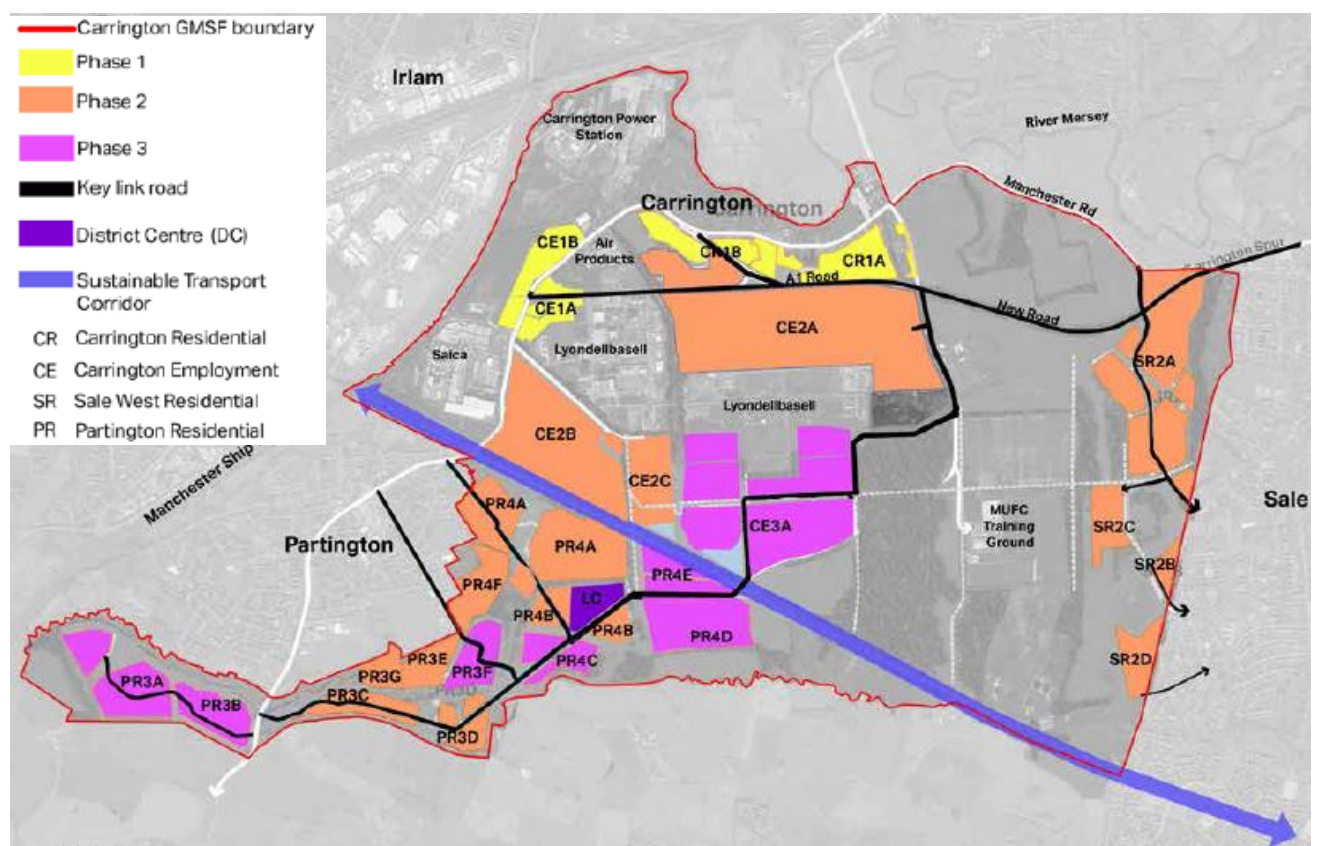 Carrington GMSF boundary
Phase 1
Phase 2
Phase 3
Key link road
District Centre (DC)
Sustainable Transport
Corridor
CR Carrington Residential
CE Carrington Employment
SR Sale West Residential
PR Partington Residential
Irlam
Carrington Power
Station
River Mersey
Manchester Rd
Carrington
Carrington
Carrington Spur
CE1B
Air
Products
CR1B
CR1A
A1 Road
CE1A
New Road
CE2A
Saica
Lyondellbasell
SR2A
Lyondellbasell
CE2B
Manchester Ship
CE2C
PR4A
Sale
MUFC
Training
Ground
SR2C
CE3A
Partington
PR4A
SR2B
PR4E
PR4F
LC
PR4B
PR4B
PR4D
PR3E
PR4C
SR2D
PR3F
PR3G
PR3A
PR3C
PR3D
PR3B
PR3D